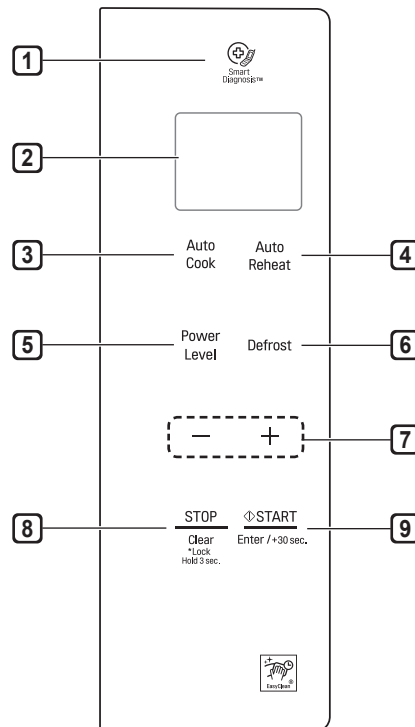 1
Smart
Diagnosis™
2
Auto
Cook
Auto
Reheat
3
4
Power
Level
Defrost
5
6
− +
7
STOP
START
8
9
Clear
*Lock
Hold 3 sec.
Enter /+30 sec.
EasyClean®